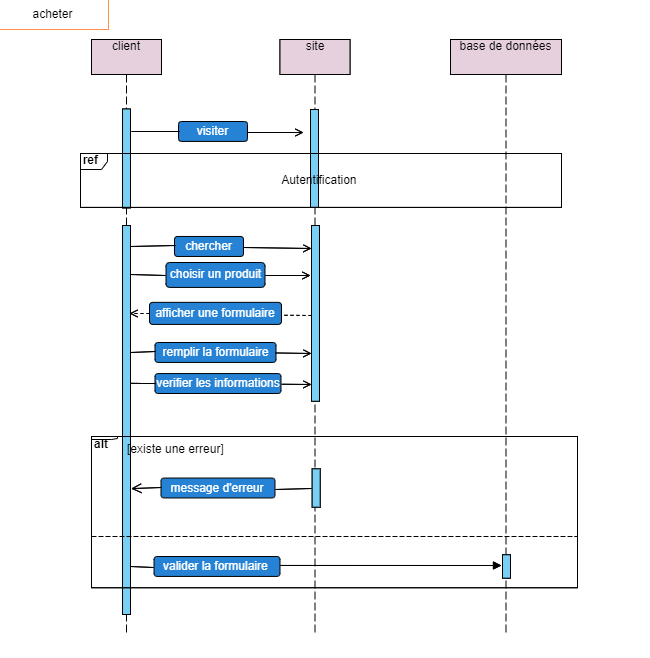 acheter
client
site
base de données
visiter
ref
Autentification
chercher
choisir un produit
afficher une formulaire
remplir la formulaire
verifier les informations
alt
[existe une erreur]
message d'erreur
valider la formulaire